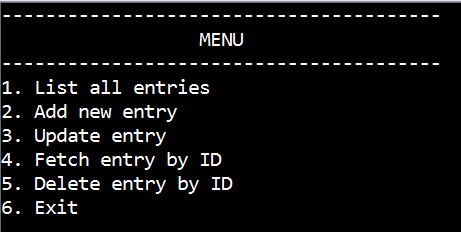 ----------------------------------------
MENU
----------------------------------------
1. List all entries
2. Add new entry
3. Update entry
4. Fetch entry by ID
5. Delete entry by ID
6. Exit